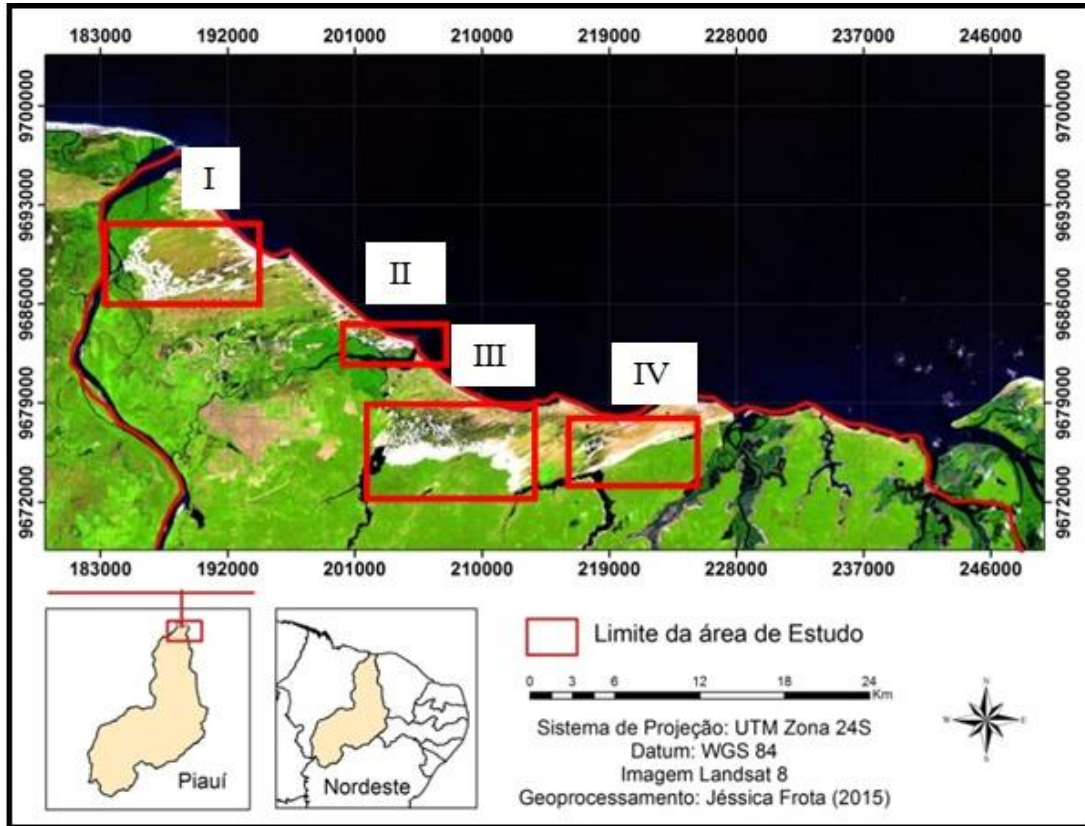 183000 192000 201000 210000 219000 228000 237000 246000
9700000 9700000
9693000 9693000
9686000 9686000
9679000 9679000
9672000 9672000
I
II
III
IV
183000 192000 201000 210000 219000 228000 237000 246000
Piauí
Nordeste
Limite da área de Estudo
0 3 6 12 18 24
Km
Sistema de Projeção: UTM Zona 24S
Datum: WGS 84
Imagem Landsat 8
Geoprocessamento: Jéssica Frota (2015)
N
W E
S